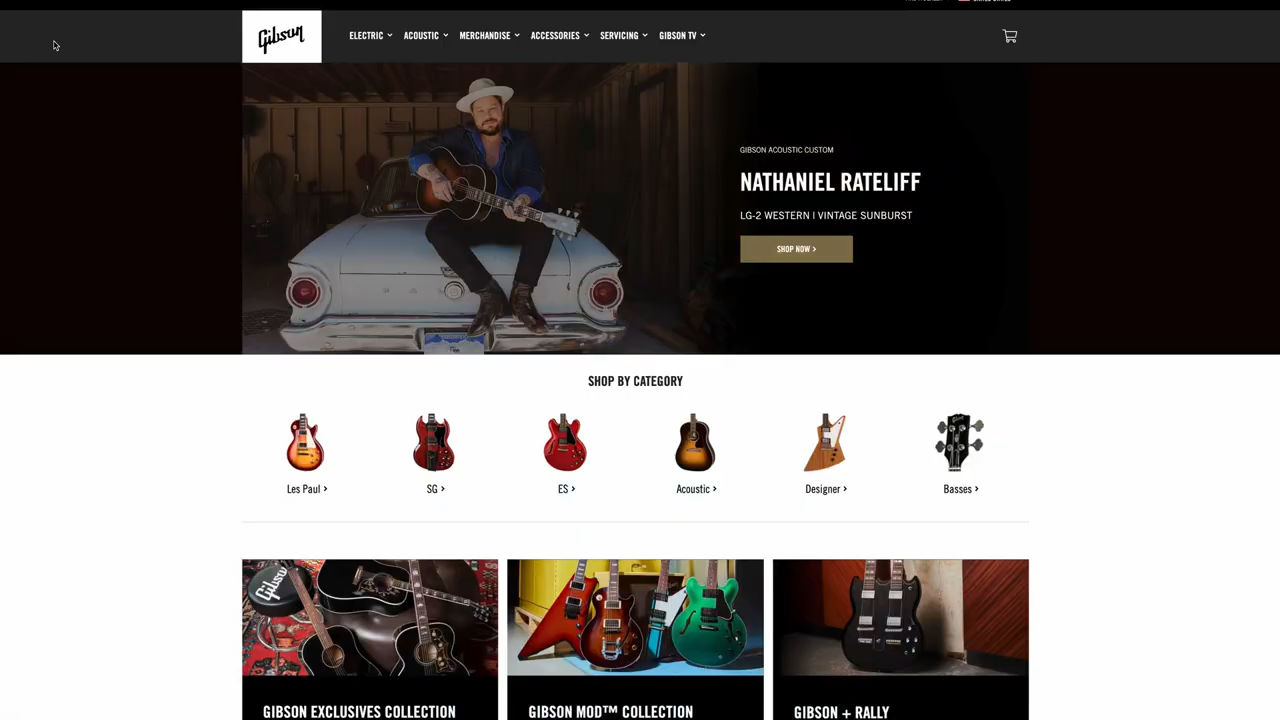 Gibson
ELECTRIC
ACOUSTIC
MERCHANDISE
ACCESSORIES
SERVICING
GIBSON TV
GIBSON ACOUSTIC CUSTOM
NATHANIEL RATELIFF
LG-2 WESTERN | VINTAGE SUNBURST
SHOP NOW >
SHOP BY CATEGORY
Les Paul >
SG >
ES >
Acoustic >
Designer >
Basses >
Gibson
GIBSON EXCLUSIVES COLLECTION
GIBSON MOD™ COLLECTION
GIBSON + RALLY